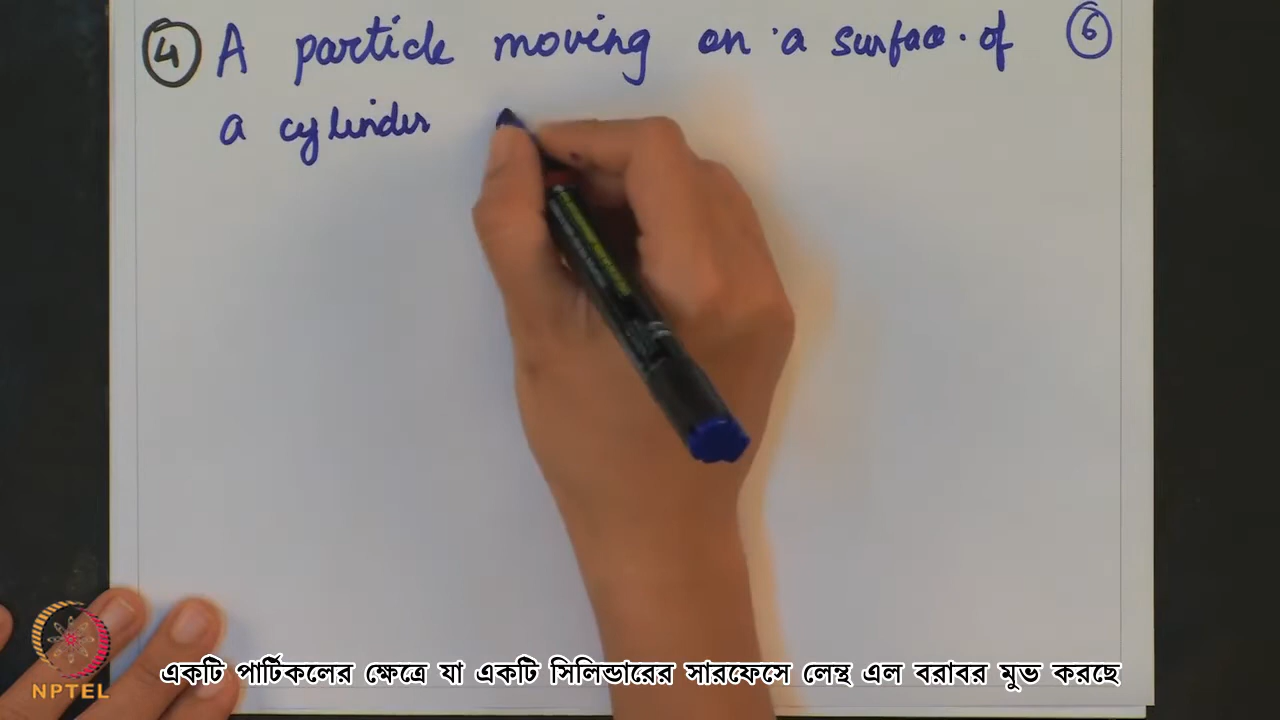 ④ A particle moving on a surface of ⑥
a cylinder
NPTEL
একটি পার্টিকলের ক্ষেত্রে যা একটি সিলিন্ডারের সারফেসে লেন্থ এল বরাবর মুভ করছে